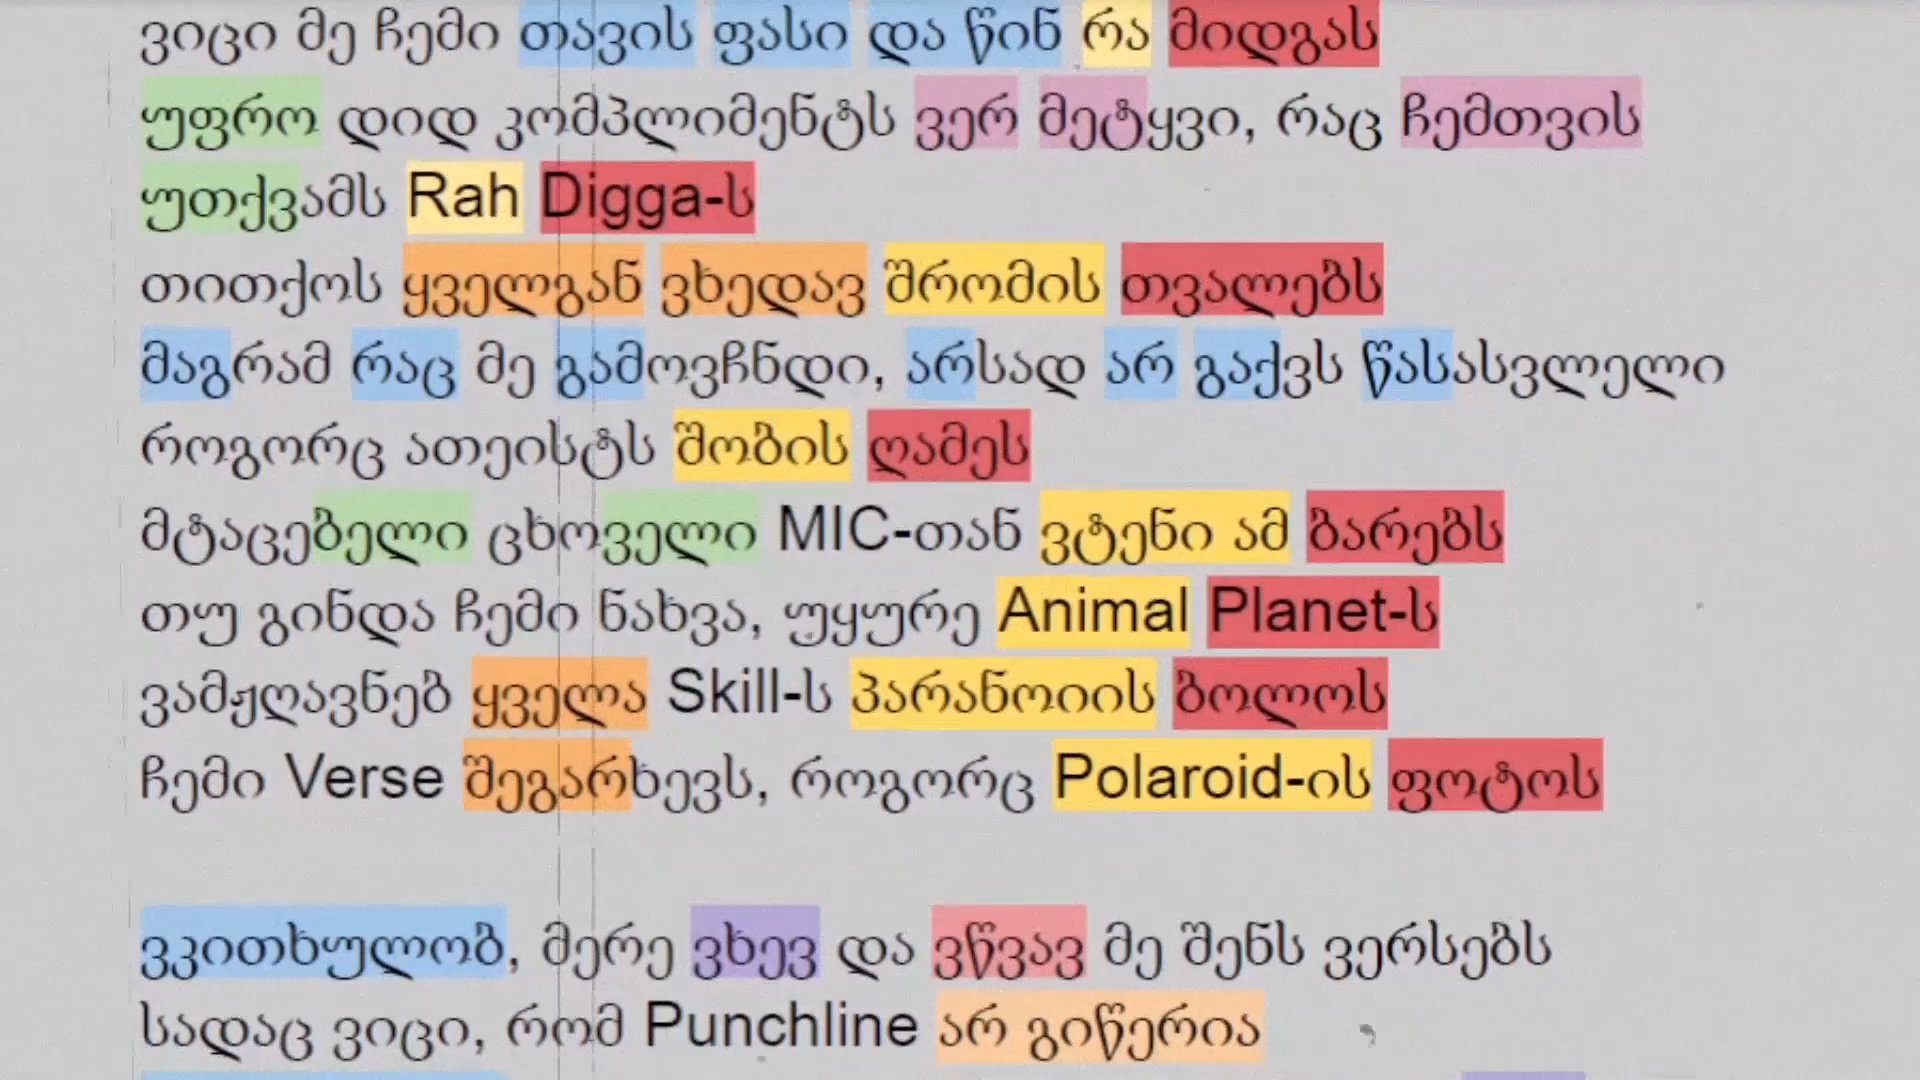 ვიცი მე ჩემი თავის ფასი და წინ რა მიდგას
უფრო დიდ კომპლიმენტს ვერ მეტყვი, რაც ჩემთვის
უთქვამს Rah Digga-ს
თითქოს ყველგან ვხედავ შრომის თვალებს
მაგრამ რაც მე გამოვჩნდი, არსად არ გაქვს წასასვლელი
როგორც ათეისტს შობის ღამეს
მტაცებელი ცხოველი MIC-თან ვტენი ამ ბარებს
თუ გინდა ჩემი ნახვა, უყურე Animal Planet-ს
ვამჟღავნებ ყველა Skill-ს პარანოიის ბოლოს
ჩემი Verse შეგარხევს, როგორც Polaroid-ის ფოტოს
ვკითხულობ, მერე ვხევ და ვწვავ მე შენს ვერსებს
სადაც ვიცი, რომ Punchline არ გიწერია